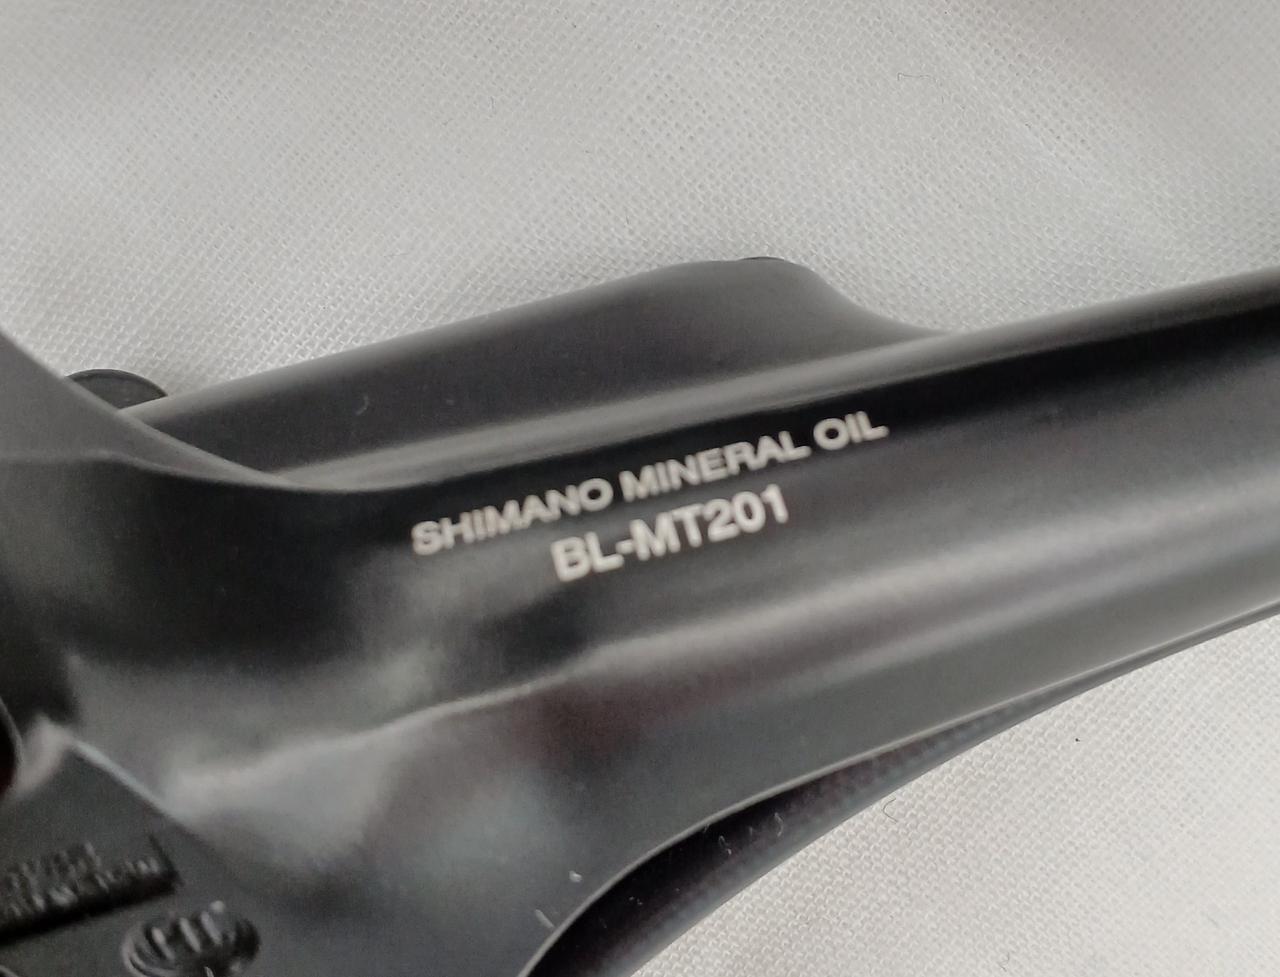 SHIMANO MINERAL OIL
BL-MT201